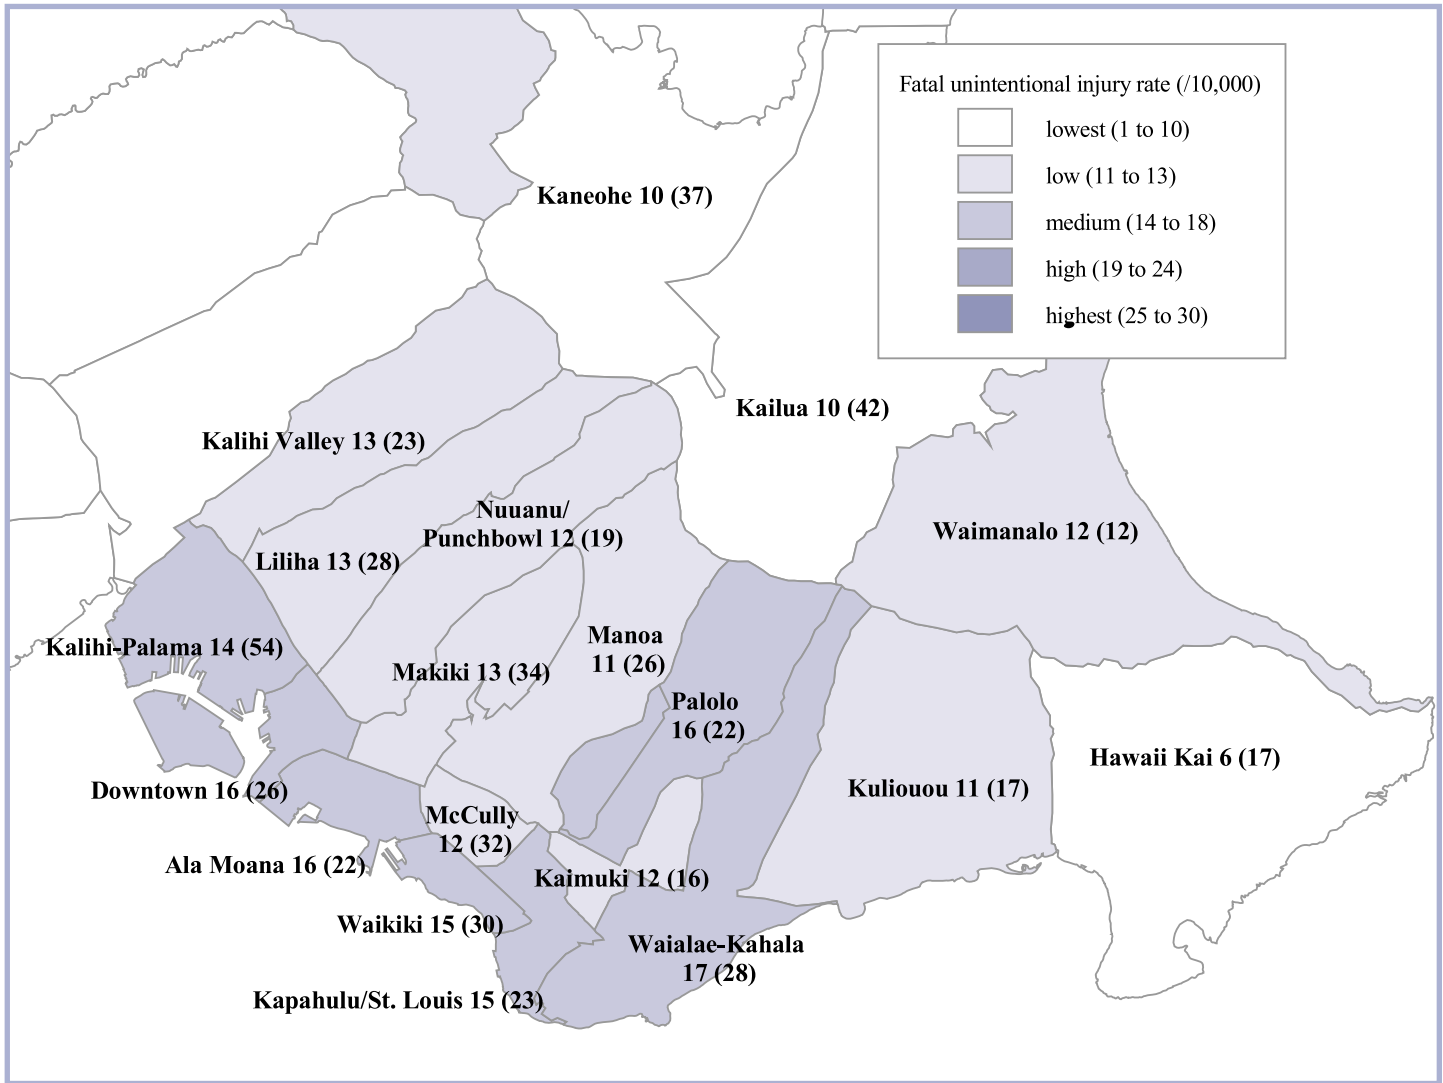 Fatal unintentional injury rate (/10,000)
lowest (1 to 10)
low (11 to 13)
medium (14 to 18)
high (19 to 24)
highest (25 to 30)
Kaneohe 10 (37)
Kailua 10 (42)
Kalihi Valley 13 (23)
Nuuanu/
Punchbowl 12 (19)
Waimanalo 12 (12)
Liliha 13 (28)
Kalihi-Palama 14 (54)
Manoa
11 (26)
Makiki 13 (34)
Palolo
16 (22)
Hawaii Kai 6 (17)
Downtown 16 (26)
Kuliouou 11 (17)
McCully
12 (32)
Ala Moana 16 (22)
Kaimuki 12 (16)
Waikiki 15 (30)
Waialae-Kahala
17 (28)
Kapahulu/St. Louis 15 (23)